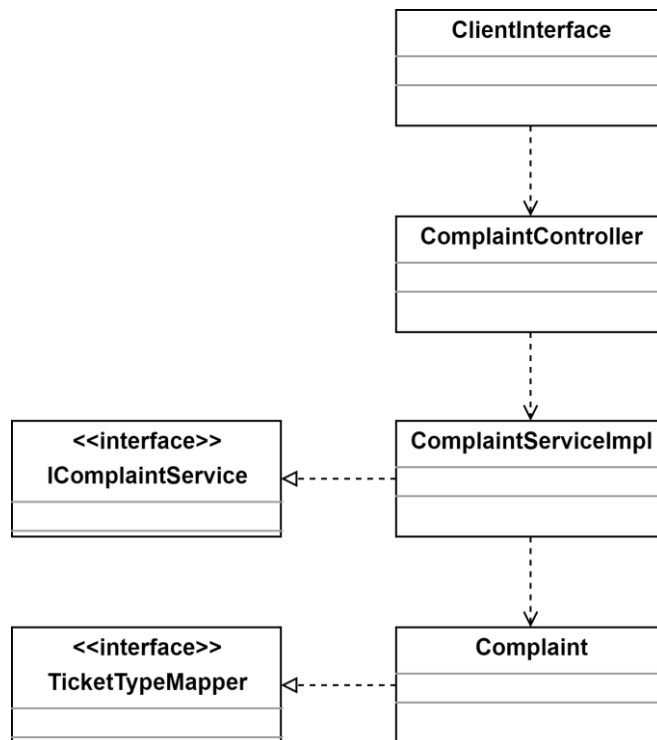 ClientInterface
ComplaintController
<<interface>>
IComplaintService
ComplaintServiceImpl
<<interface>>
TicketTypeMapper
Complaint